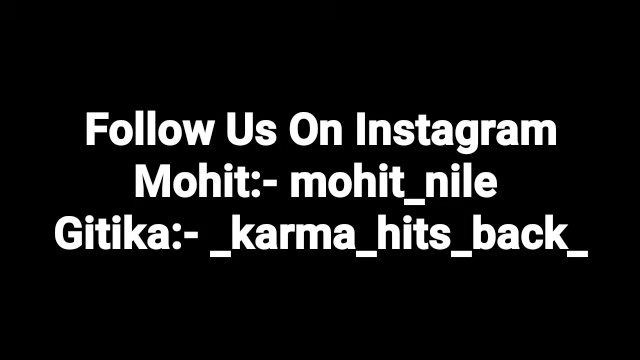 Follow Us On Instagram
Mohit:- mohit_nile
Gitika:- _karma_hits_back_